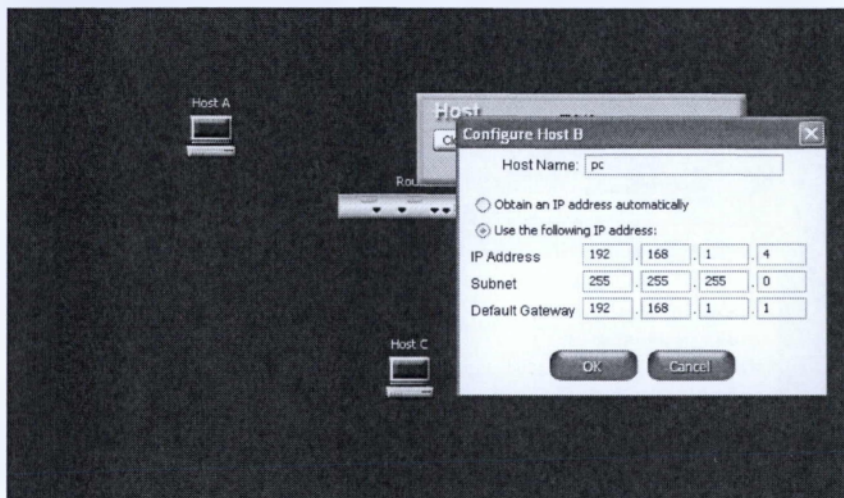 Host A
Host
Configure Host B
Host Name: pc
Rou
Obtain an IP address automatically
Use the following IP address:
IP Address 192 . 168 . 1 . 4
Subnet 255 . 255 . 255 . 0
Default Gateway 192 . 168 . 1 . 1
Host C
OK Cancel